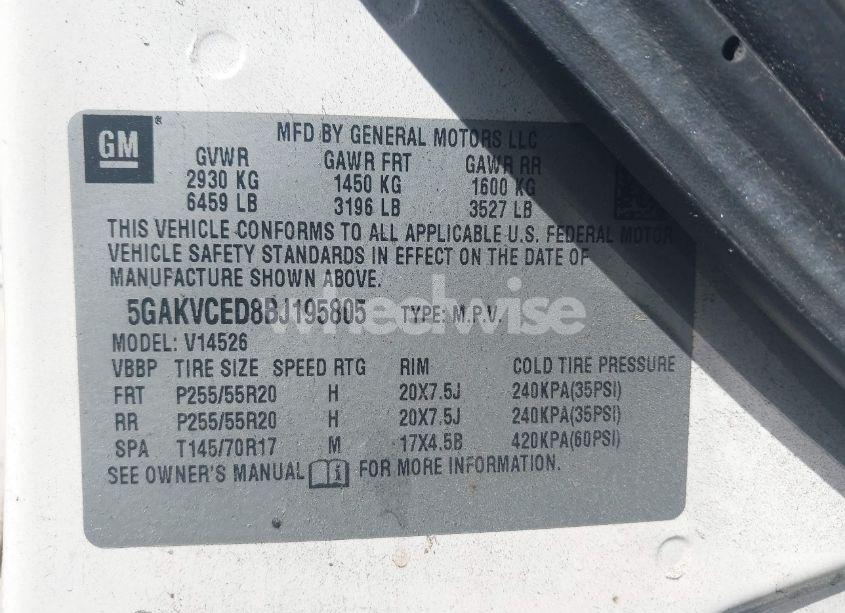 GM
MFD BY GENERAL MOTORS LLC
GVWR GAWR FRT GAWR RR
2930 KG 1450 KG 1600 KG
6459 LB 3196 LB 3527 LB
THIS VEHICLE CONFORMS TO ALL APPLICABLE U.S. FEDERAL MOTOR
VEHICLE SAFETY STANDARDS IN EFFECT ON THE DATE OF
MANUFACTURE SHOWN ABOVE.
5GAKVCED8BJ195805 TYPE: M.P.V.
wheelwise
MODEL: V14526
VBBP TIRE SIZE SPEED RTG RIM COLD TIRE PRESSURE
FRT P255/55R20 H 20X7.5J 240KPA(35PSI)
RR P255/55R20 H 20X7.5J 240KPA(35PSI)
SPA T145/70R17 M 17X4.5B 420KPA(60PSI)
SEE OWNER'S MANUAL FOR MORE INFORMATION.